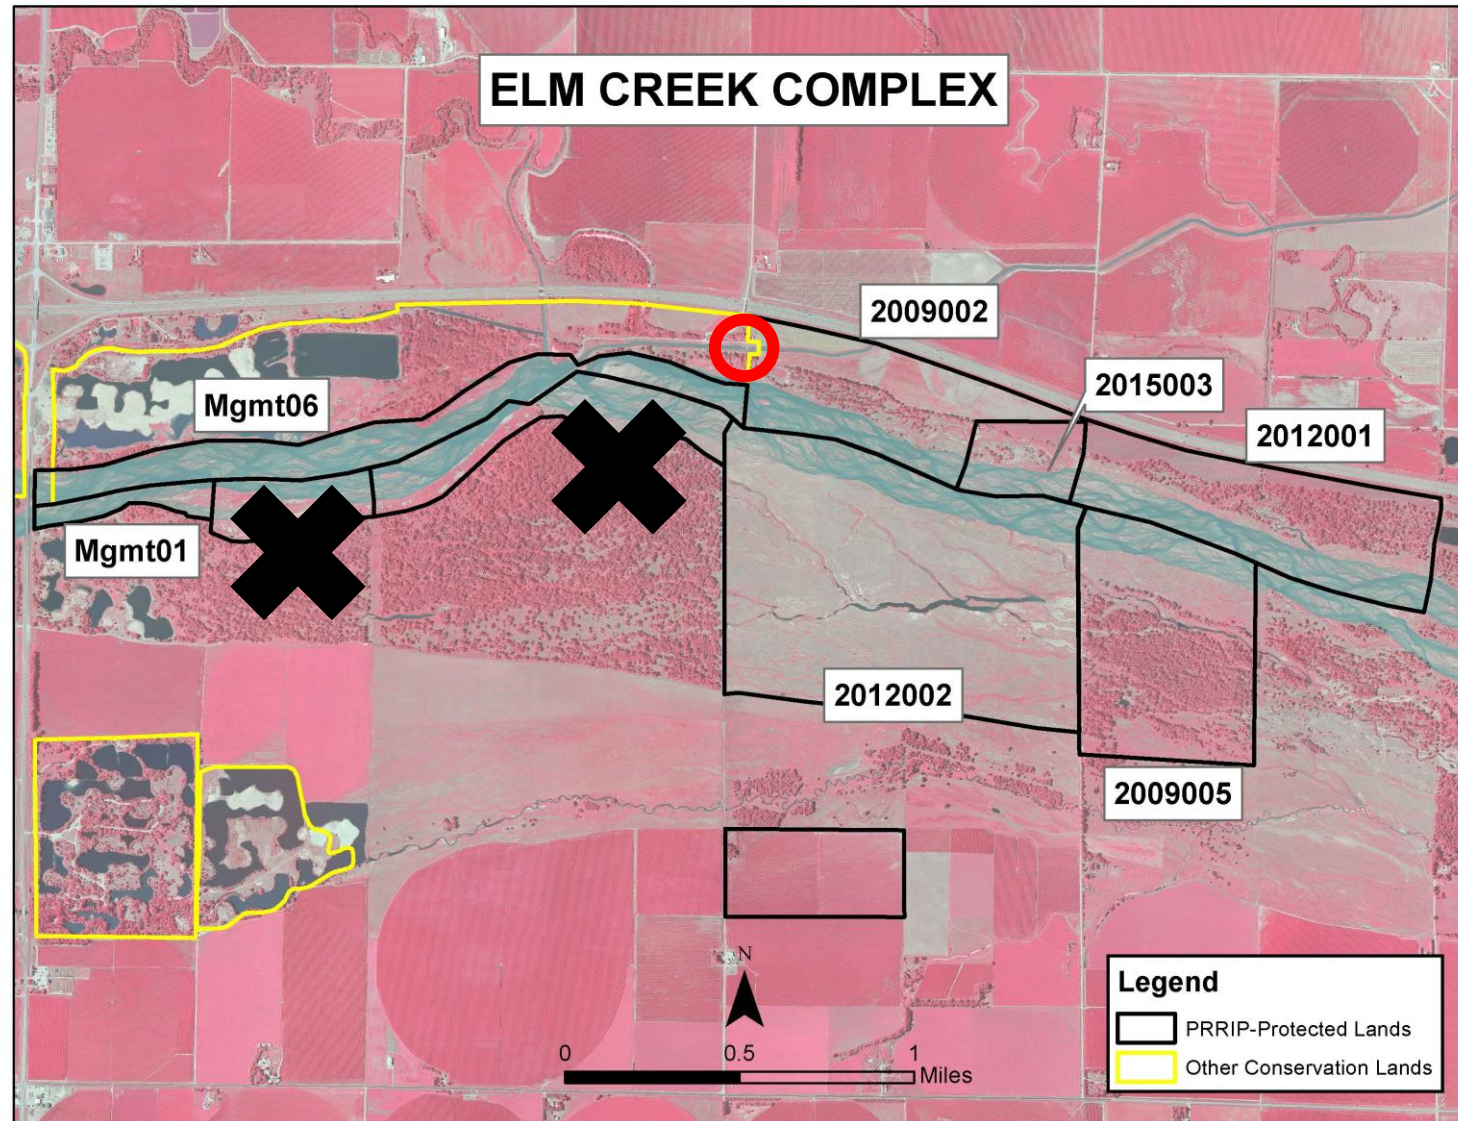 ELM CREEK COMPLEX
2009002
2015003
Mgmt06
2012001
Mgmt01
2012002
2009005
N
0 0.5 1
Miles
Legend
PRRIP-Protected Lands
Other Conservation Lands